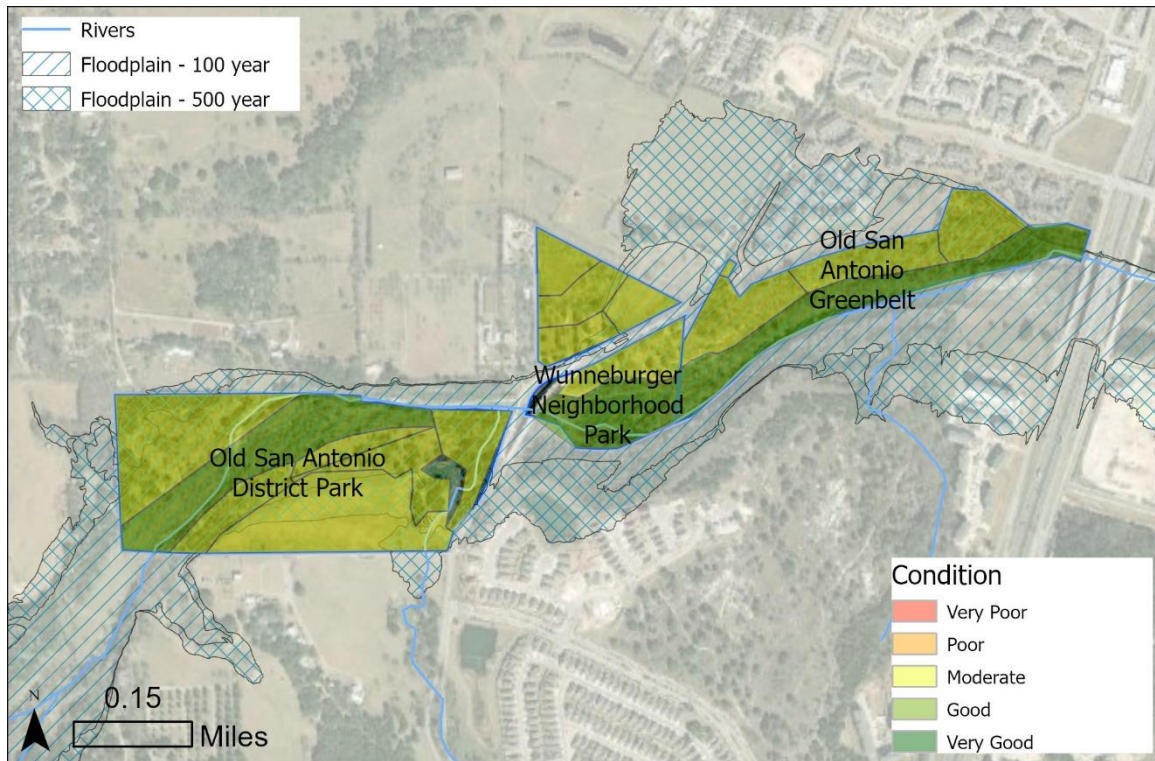 Rivers
Floodplain - 100 year
Floodplain - 500 year
Old San
Antonio
Greenbelt
Wunneburger
Neighborhood
Park
Old San Antonio
District Park
Condition
Very Poor
Poor
Moderate
Good
Very Good
N
0.15
Miles